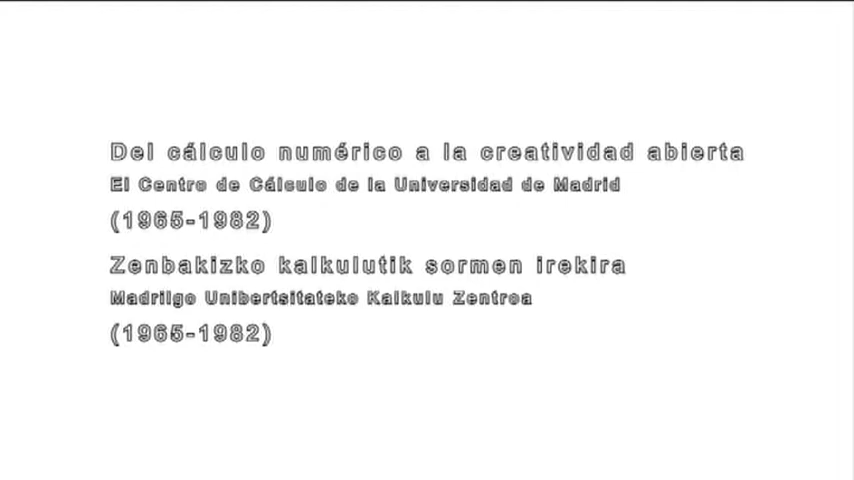 Del cálculo numérico a la creatividad abierta
El Centro de Cálculo de la Universidad de Madrid
(1965-1982)
Zenbakizko kalkulutik sormen irekira
Madrilgo Unibertsitateko Kalkulu Zentroa
(1965-1982)